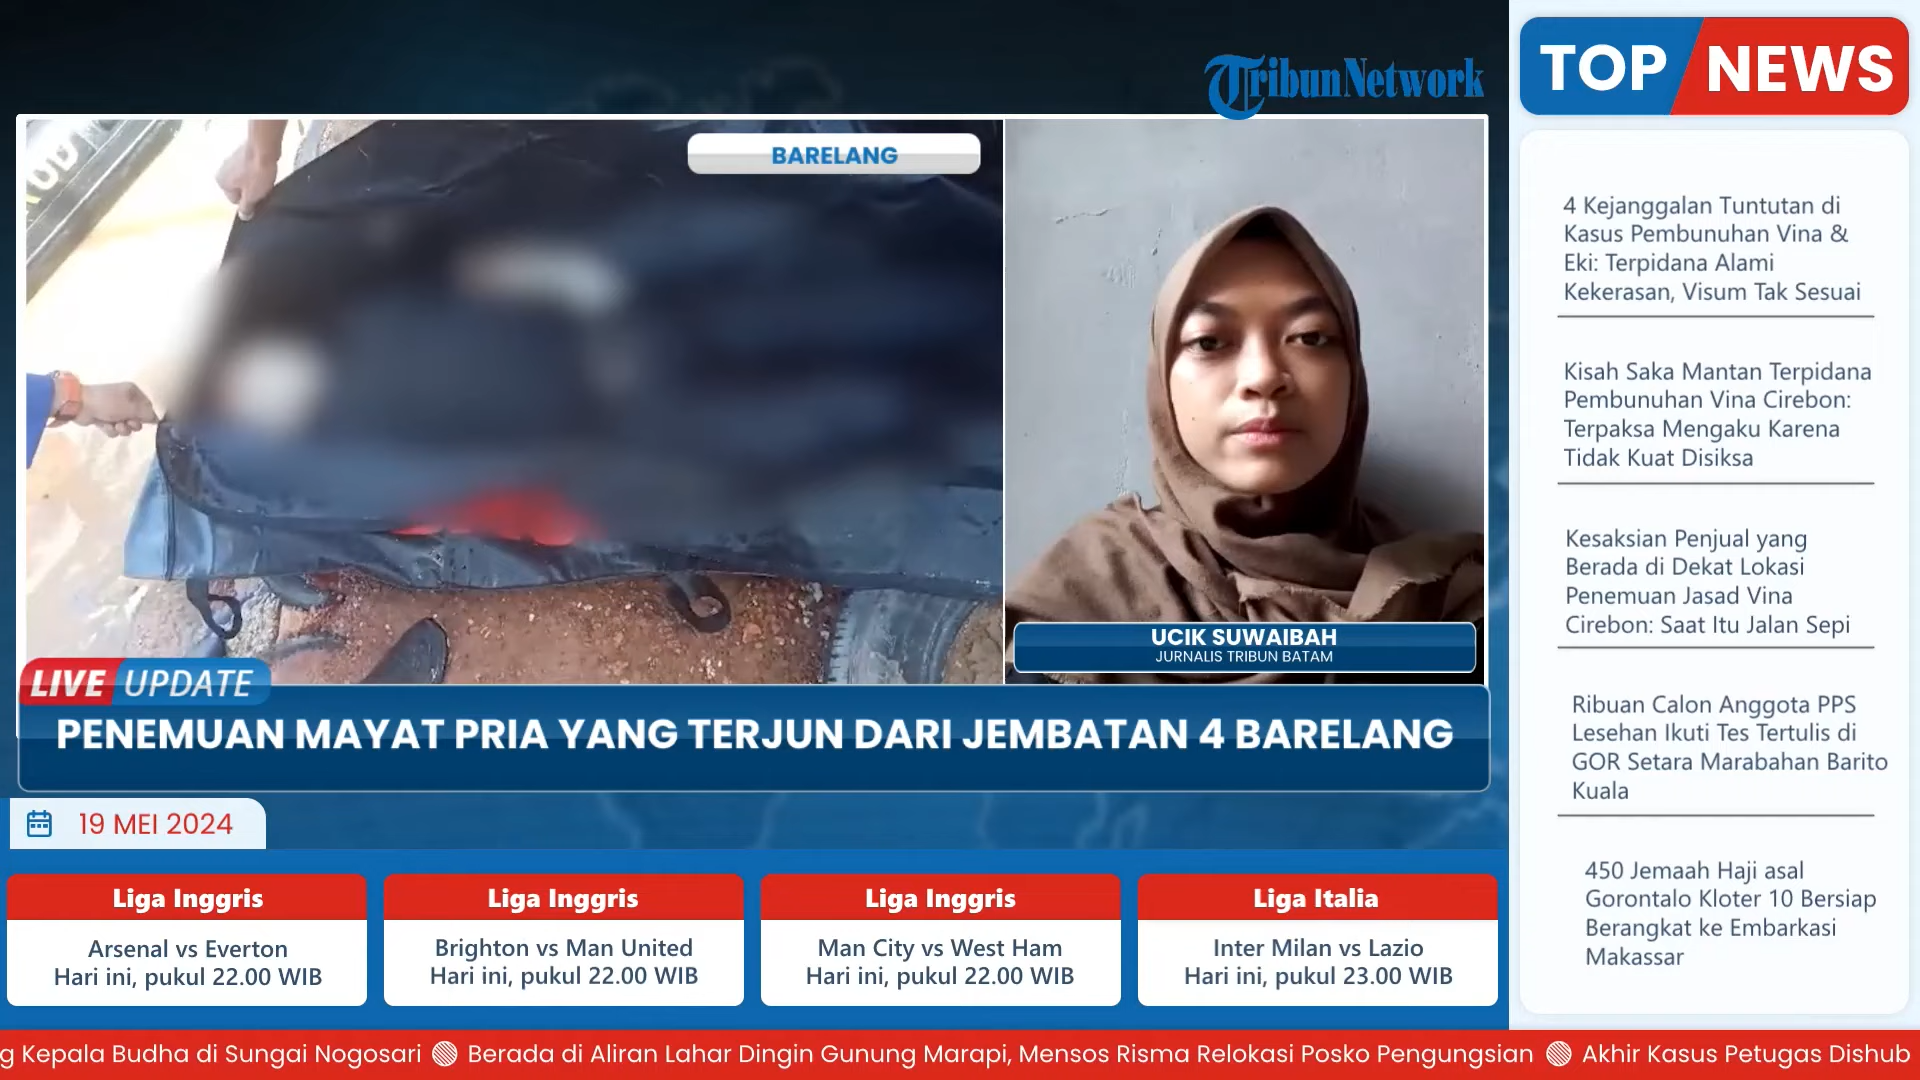 TribunNetwork
BARELANG
UCIK SUWAIBAH
JURNALIS TRIBUN BATAM
LIVE UPDATE
PENEMUAN MAYAT PRIA YANG TERJUN DARI JEMBATAN 4 BARELANG
19 MEI 2024
Liga Inggris
Arsenal vs Everton
Hari ini, pukul 22.00 WIB
Liga Inggris
Brighton vs Man United
Hari ini, pukul 22.00 WIB
Liga Inggris
Man City vs West Ham
Hari ini, pukul 22.00 WIB
Liga Italia
Inter Milan vs Lazio
Hari ini, pukul 23.00 WIB
TOP NEWS
4 Kejanggalan Tuntutan di
Kasus Pembunuhan Vina &
Eki: Terpidana Alami
Kekerasan, Visum Tak Sesuai
Kisah Saka Mantan Terpidana
Pembunuhan Vina Cirebon:
Terpaksa Mengaku Karena
Tidak Kuat Disiksa
Kesaksian Penjual yang
Berada di Dekat Lokasi
Penemuan Jasad Vina
Cirebon: Saat Itu Jalan Sepi
Ribuan Calon Anggota PPS
Lesehan Ikuti Tes Tertulis di
GOR Setara Marabahan Barito
Kuala
450 Jemaah Haji asal
Gorontalo Kloter 10 Bersiap
Berangkat ke Embarkasi
Makassar
g Kepala Budha di Sungai Nogosari Berada di Aliran Lahar Dingin Gunung Marapi, Mensos Risma Relokasi Posko Pengungsian Akhir Kasus Petugas Dishub